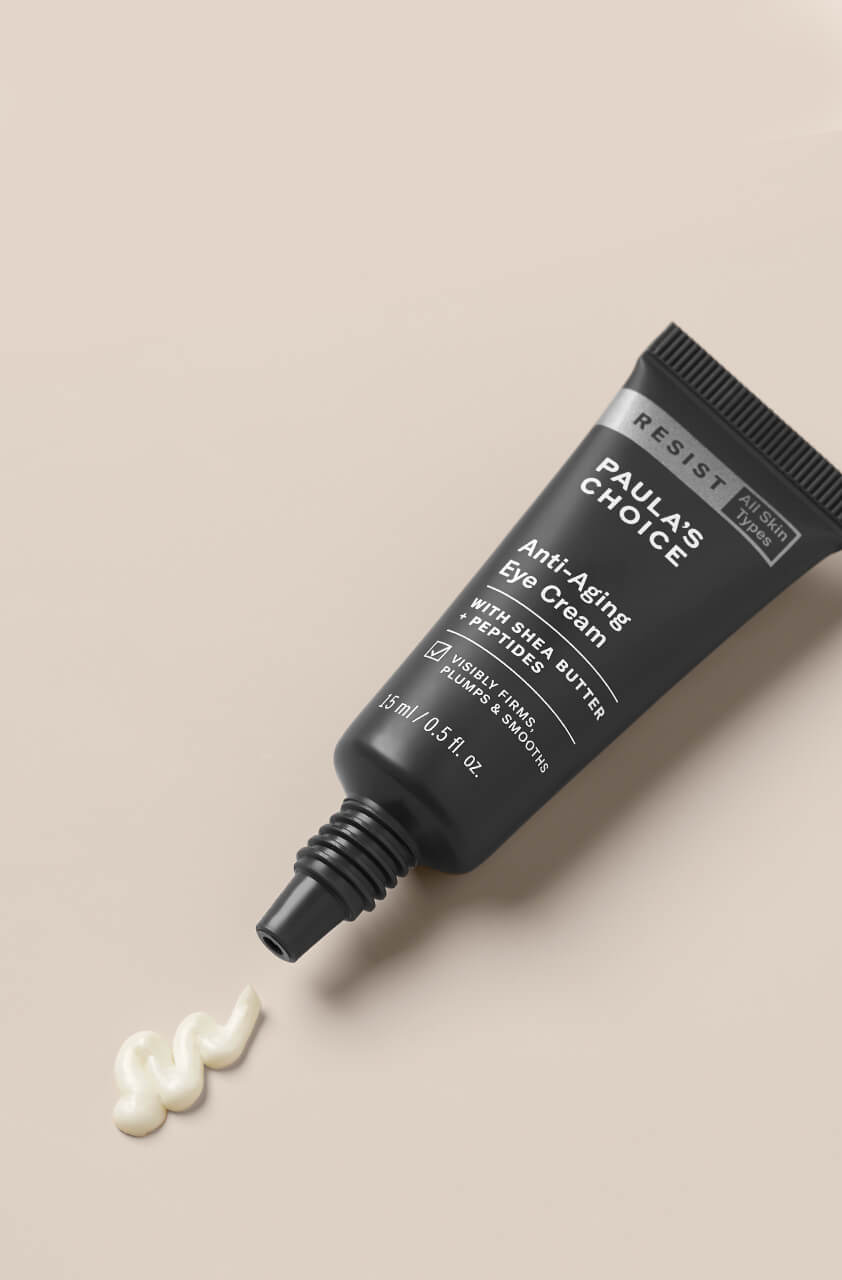 RESIST
All Skin
Types
PAULA'S
CHOICE
Anti-Aging
Eye Cream
WITH SHEA BUTTER
+ PEPTIDES
VISIBLY FIRMS,
PLUMPS & SMOOTHS
15 ml / 0.5 fl. oz.